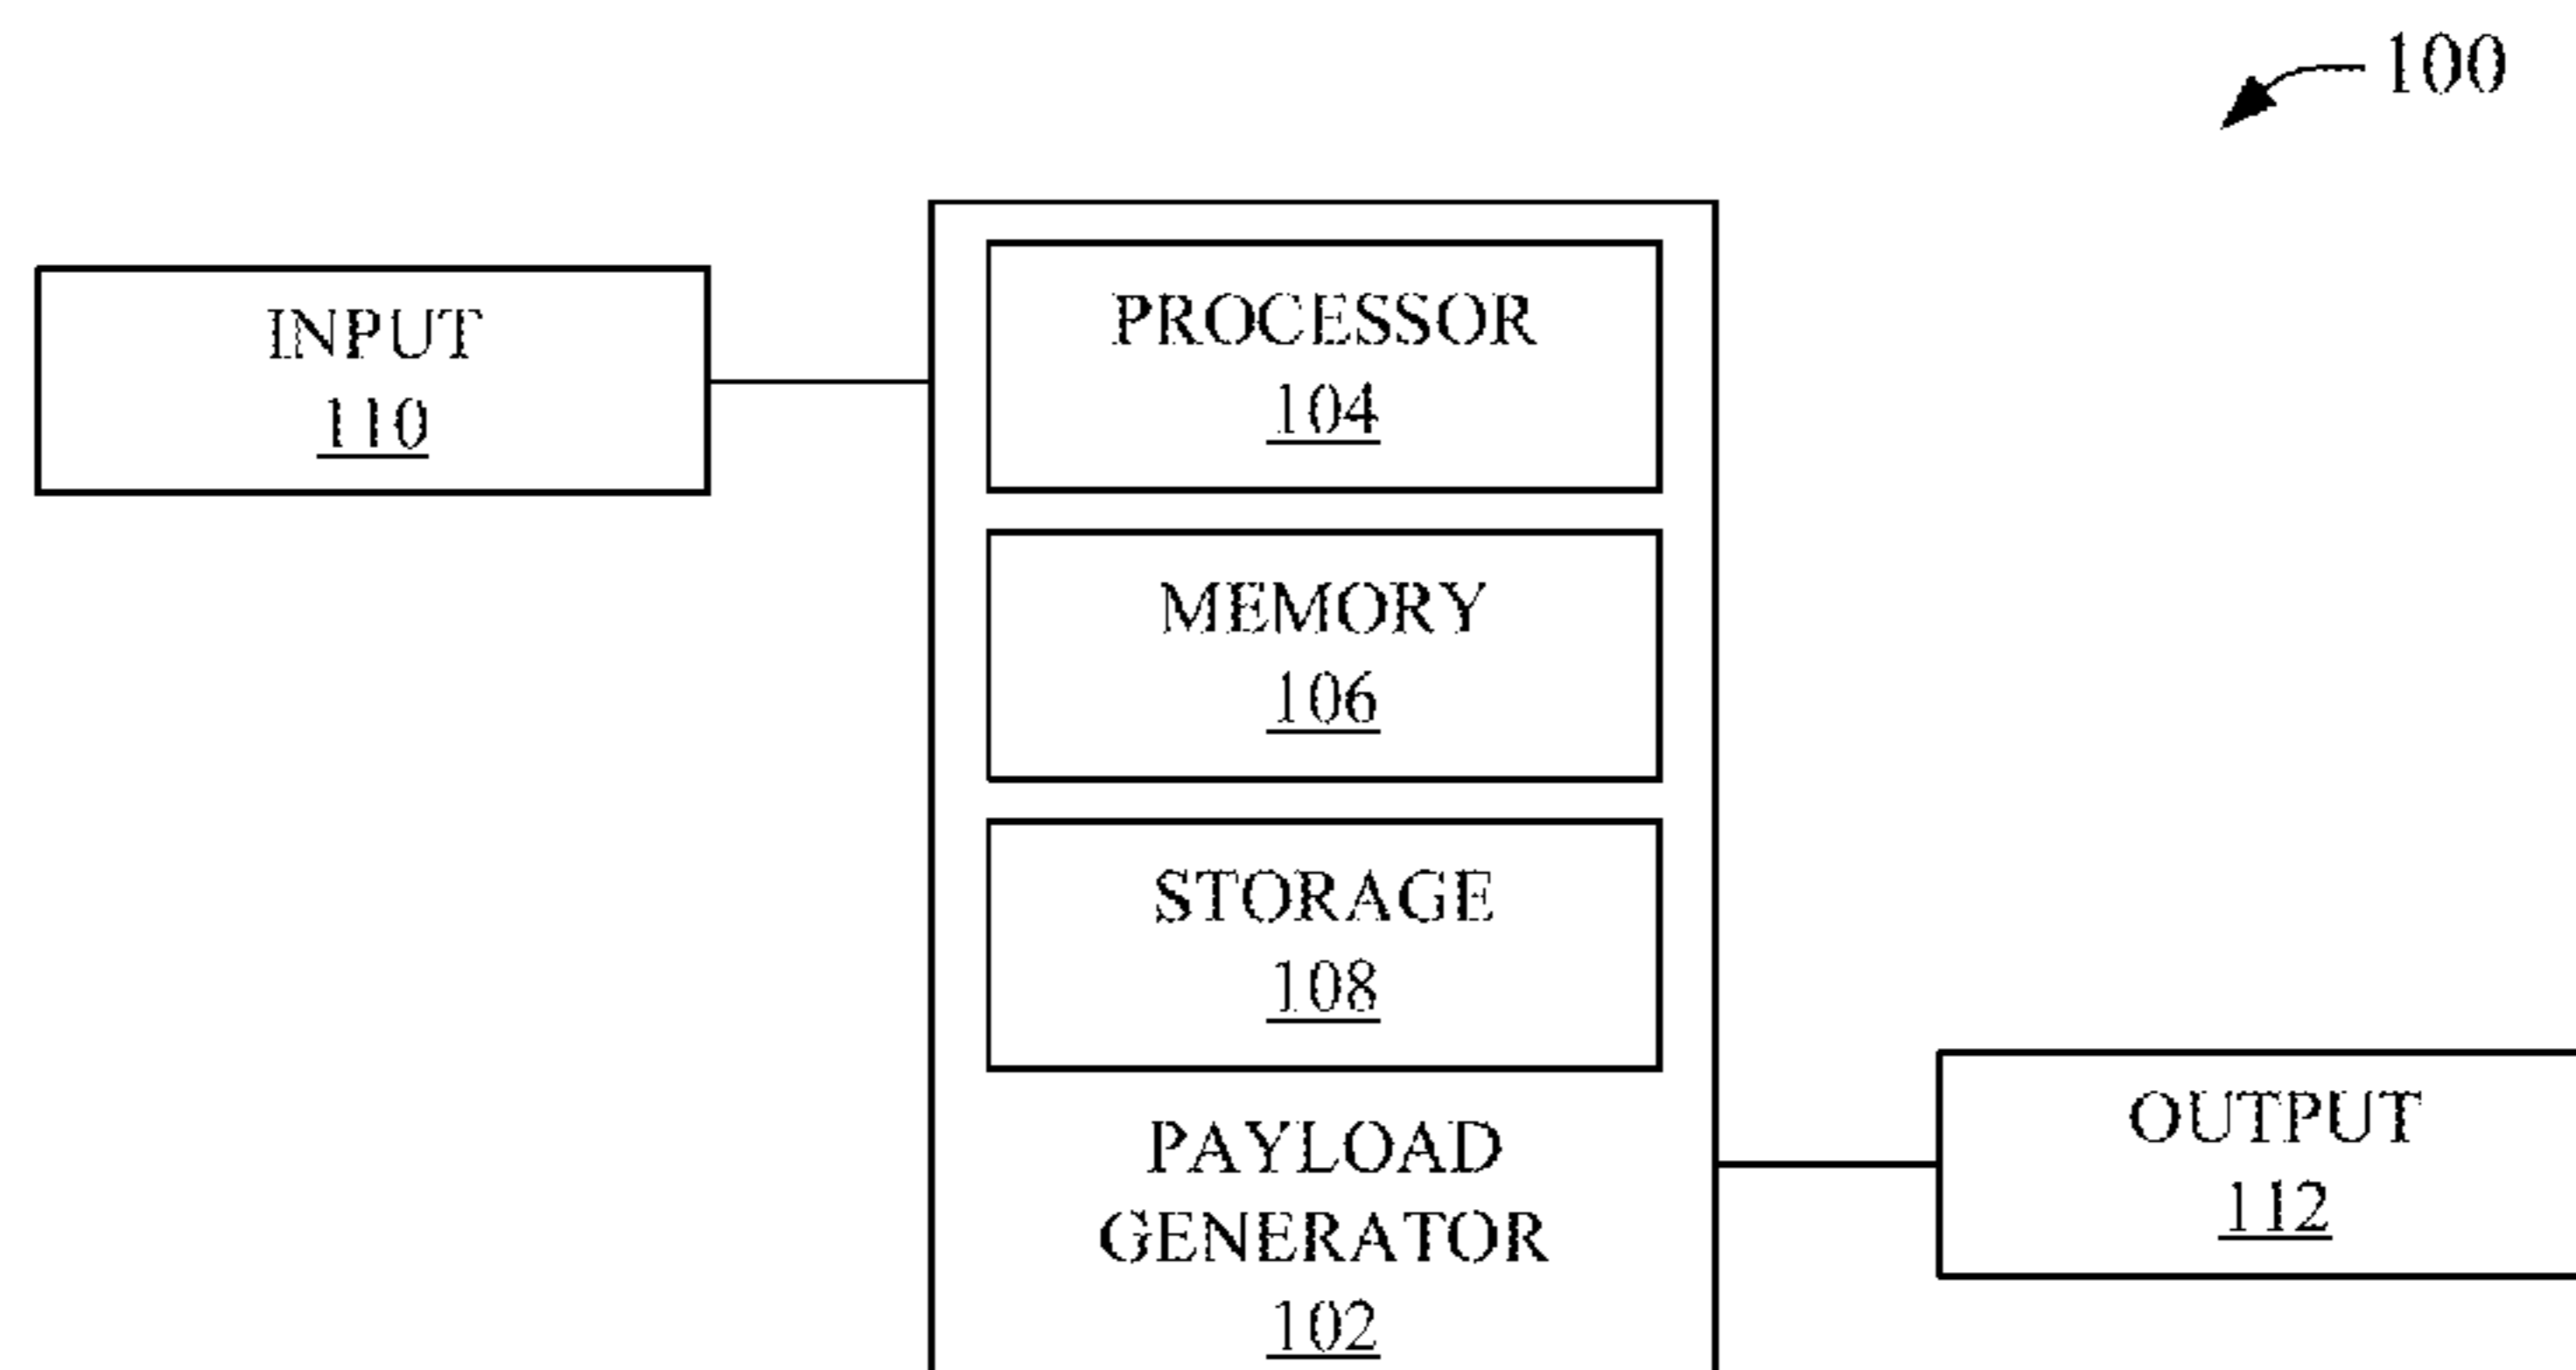 100
INPUT
110
PROCESSOR
104
MEMORY
106
STORAGE
108
PAYLOAD
GENERATOR
102
OUTPUT
112